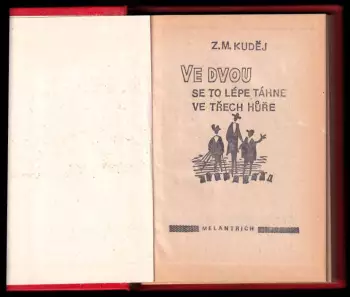 Z. M. KUDĚJ
VE DVOU
SE TO LÉPE TÁHNE
VE TŘECH HŮŘE
MELANTRICH